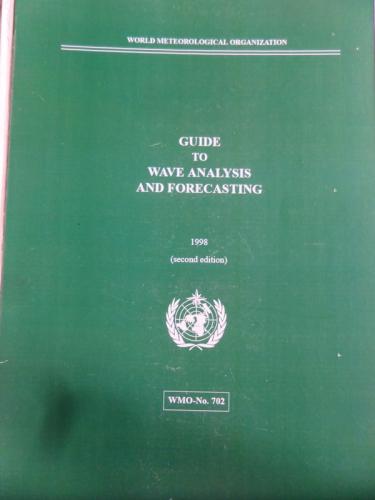 WORLD METEOROLOGICAL ORGANIZATION
GUIDE
TO
WAVE ANALYSIS
AND FORECASTING
1998
(second edition)
WMO-No. 702